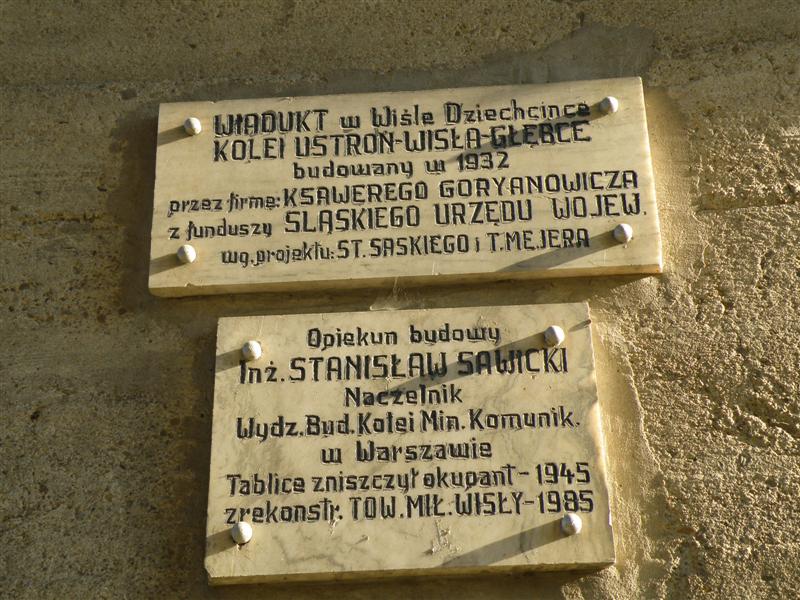 WIADUKT w Wiśle Dziechcince
KOLEI USTROŃ-WISŁA-GŁĘBCE
budowany w 1932
przez firmę: KSAWEREGO GORYANOWICZA
z funduszy ŚLĄSKIEGO URZĘDU WOJEW.
wg. projektu: ST. SASKIEGO i T. MEJERA
Opiekun budowy
Inż. STANISŁAW SAWICKI
Naczelnik
Wydz. Bud. Kolei Min. Komunik.
w Warszawie
Tablice zniszczył okupant - 1945
zrekonstr. TOW. MIŁ. WISŁY - 1985